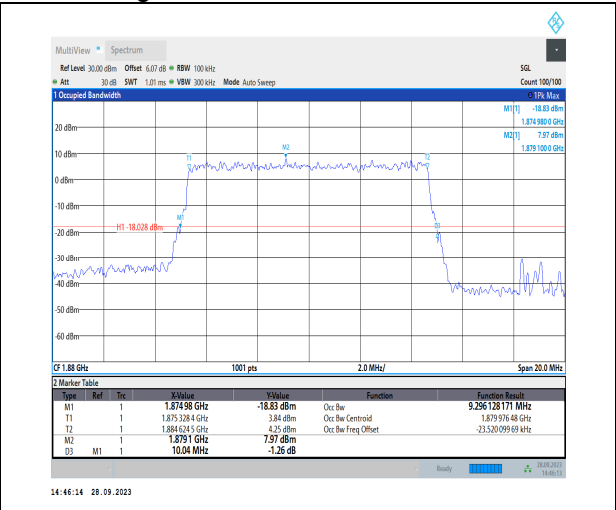 MultiView * Spectrum
Ref Level 30.00 dBm Offset 6.07 dB RBW 100 kHz SGL
Att 30 dB SWT 1.01 ms VBW 300 kHz Mode Auto Sweep Count 100/100
1 Occupied Bandwidth 1Pk Max
M1[1] -18.83 dBm
1.874 980 0 GHz
M2[1] 7.97 dBm
1.879 100 0 GHz
20 dBm
10 dBm
M2
T1
T2
0 dBm
-10 dBm
M1
H1 -18.028 dBm
D3
-20 dBm
-30 dBm
-40 dBm
-50 dBm
-60 dBm
CF 1.88 GHz 1001 pts 2.0 MHz/ Span 20.0 MHz
2 Marker Table
Type Ref Trc X-Value Y-Value Function Function Result
M1 1 1.874 98 GHz -18.83 dBm Occ Bw 9.296 128 171 MHz
T1 1 1.875 328 4 GHz 3.84 dBm Occ Bw Centroid 1.879 976 48 GHz
T2 1 1.884 624 5 GHz 4.25 dBm Occ Bw Freq Offset -23.520 099 69 kHz
M2 1 1.879 1 GHz 7.97 dBm
D3 M1 1 10.04 MHz -1.26 dB
Ready 28.09.2023
14:46:13
14:46:14 28.09.2023